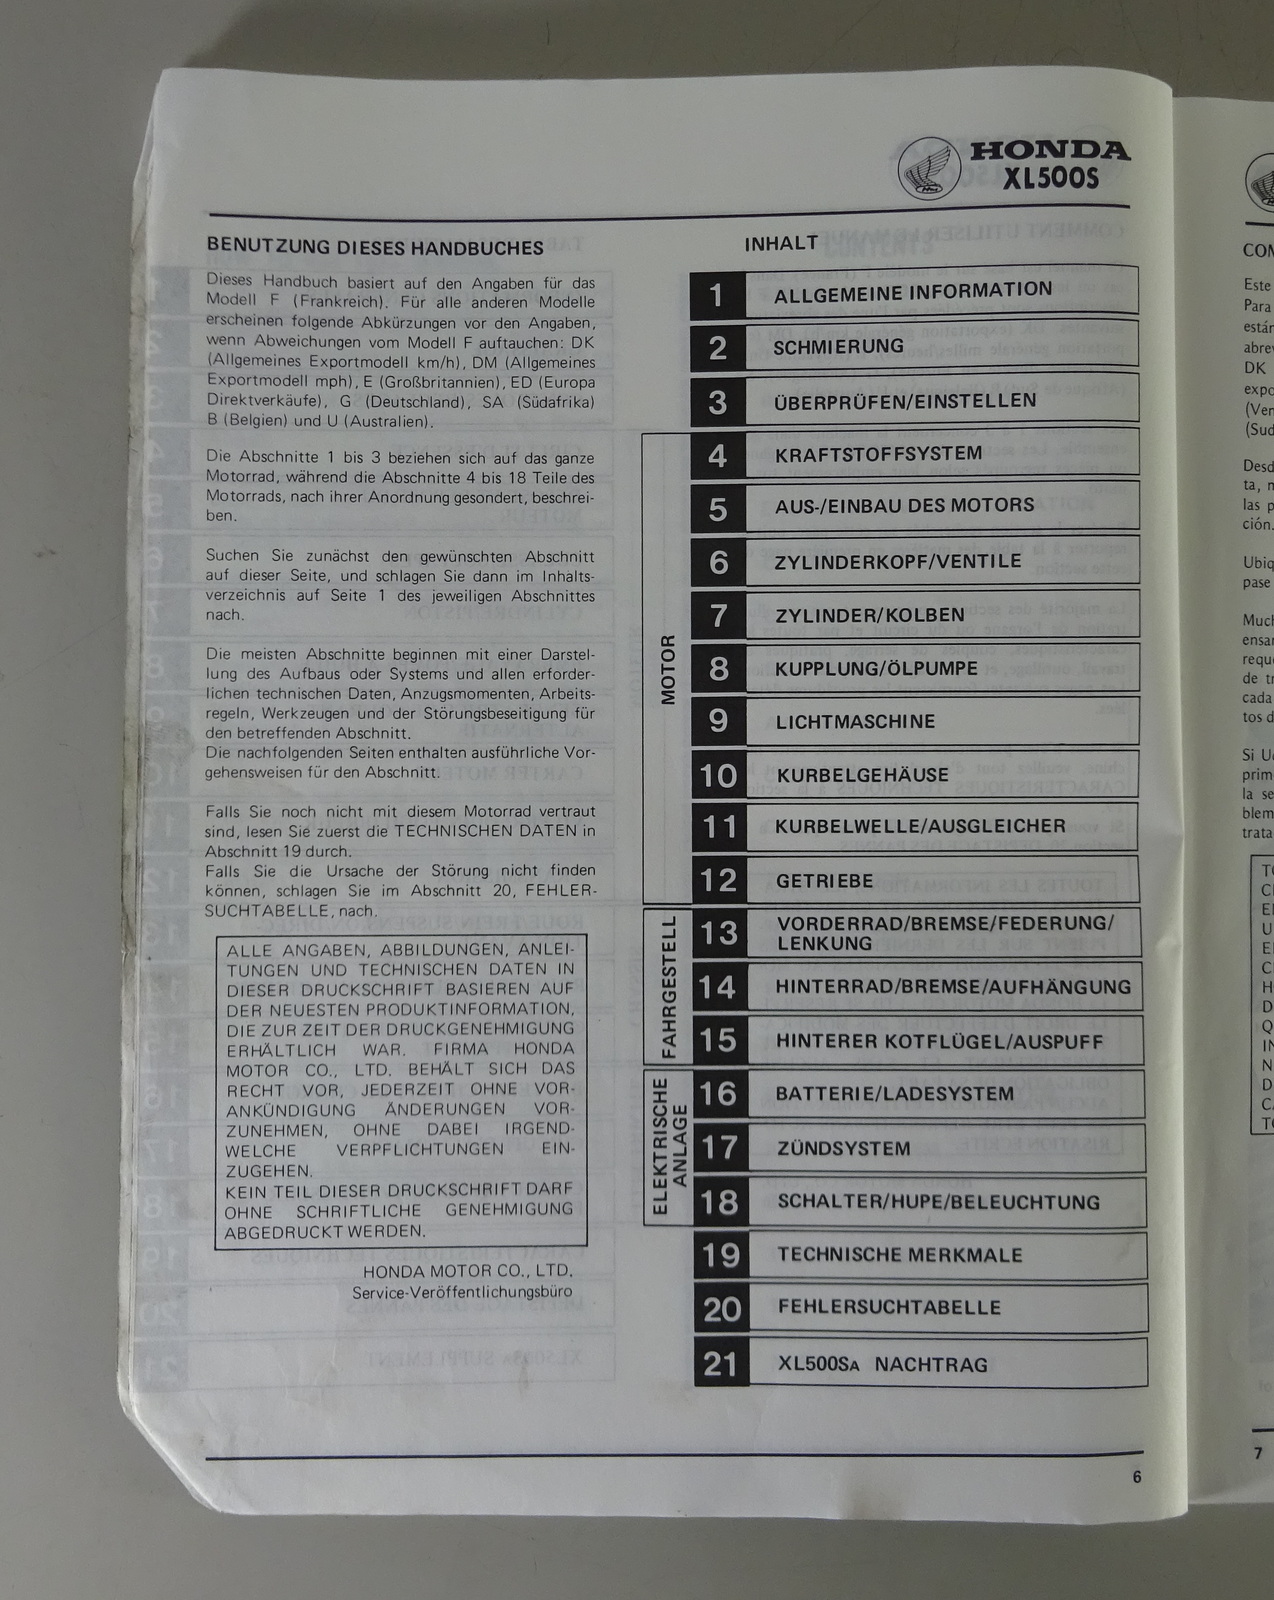 HONDA
XL500S
BENUTZUNG DIESES HANDBUCHES
Dieses Handbuch basiert auf den Angaben für das
Modell F (Frankreich). Für alle anderen Modelle
erscheinen folgende Abkürzungen vor den Angaben,
wenn Abweichungen vom Modell F auftauchen: DK
(Allgemeines Exportmodell km/h), DM (Allgemeines
Exportmodell mph), E (Großbritannien), ED (Europa
Direktverkäufe), G (Deutschland), SA (Südafrika)
B (Belgien) und U (Australien).
Die Abschnitte 1 bis 3 beziehen sich auf das ganze
Motorrad, während die Abschnitte 4 bis 18 Teile des
Motorrads, nach ihrer Anordnung gesondert, beschrei-
ben.
Suchen Sie zunächst den gewünschten Abschnitt
auf dieser Seite, und schlagen Sie dann im Inhalts-
verzeichnis auf Seite 1 des jeweiligen Abschnittes
nach.
Die meisten Abschnitte beginnen mit einer Darstel-
lung des Aufbaus oder Systems und allen erforder-
lichen technischen Daten, Anzugsmomenten, Arbeits-
regeln, Werkzeugen und der Störungsbeseitigung für
den betreffenden Abschnitt.
Die nachfolgenden Seiten enthalten ausführliche Vor-
gehensweisen für den Abschnitt.
Falls Sie noch nicht mit diesem Motorrad vertraut
sind, lesen Sie zuerst die TECHNISCHEN DATEN in
Abschnitt 19 durch.
Falls Sie die Ursache der Störung nicht finden
können, schlagen Sie im Abschnitt 20, FEHLER-
SUCHTABELLE, nach.
ALLE ANGABEN, ABBILDUNGEN, ANLEI-
TUNGEN UND TECHNISCHEN DATEN IN
DIESER DRUCKSCHRIFT BASIEREN AUF
DER NEUESTEN PRODUKTINFORMATION,
DIE ZUR ZEIT DER DRUCKGENEHMIGUNG
ERHÄLTLICH WAR. FIRMA HONDA
MOTOR CO., LTD. BEHÄLT SICH DAS
RECHT VOR, JEDERZEIT OHNE VOR-
ANKÜNDIGUNG ÄNDERUNGEN VOR-
ZUNEHMEN, OHNE DABEI IRGEND-
WELCHE VERPFLICHTUNGEN EIN-
ZUGEHEN.
KEIN TEIL DIESER DRUCKSCHRIFT DARF
OHNE SCHRIFTLICHE GENEHMIGUNG
ABGEDRUCKT WERDEN.
HONDA MOTOR CO., LTD.
Service-Veröffentlichungsbüro
INHALT
1 ALLGEMEINE INFORMATION
2 SCHMIERUNG
3 ÜBERPRÜFEN/EINSTELLEN
MOTOR
4 KRAFTSTOFFSYSTEM
5 AUS-/EINBAU DES MOTORS
6 ZYLINDERKOPF/VENTILE
7 ZYLINDER/KOLBEN
8 KUPPLUNG/ÖLPUMPE
9 LICHTMASCHINE
10 KURBELGEHÄUSE
11 KURBELWELLE/AUSGLEICHER
12 GETRIEBE
FAHRGESTELL
13 VORDERRAD/BREMSE/FEDERUNG/
LENKUNG
14 HINTERRAD/BREMSE/AUFHÄNGUNG
15 HINTERER KOTFLÜGEL/AUSPUFF
ELEKTRISCHE
ANLAGE
16 BATTERIE/LADESYSTEM
17 ZÜNDSYSTEM
18 SCHALTER/HUPE/BELEUCHTUNG
19 TECHNISCHE MERKMALE
20 FEHLERSUCHTABELLE
21 XL500SA NACHTRAG
6
Este
Para
DK
(Ver
(Sud
Desd
las p
ción.
pase
de tr
cada
tos d
la se
7